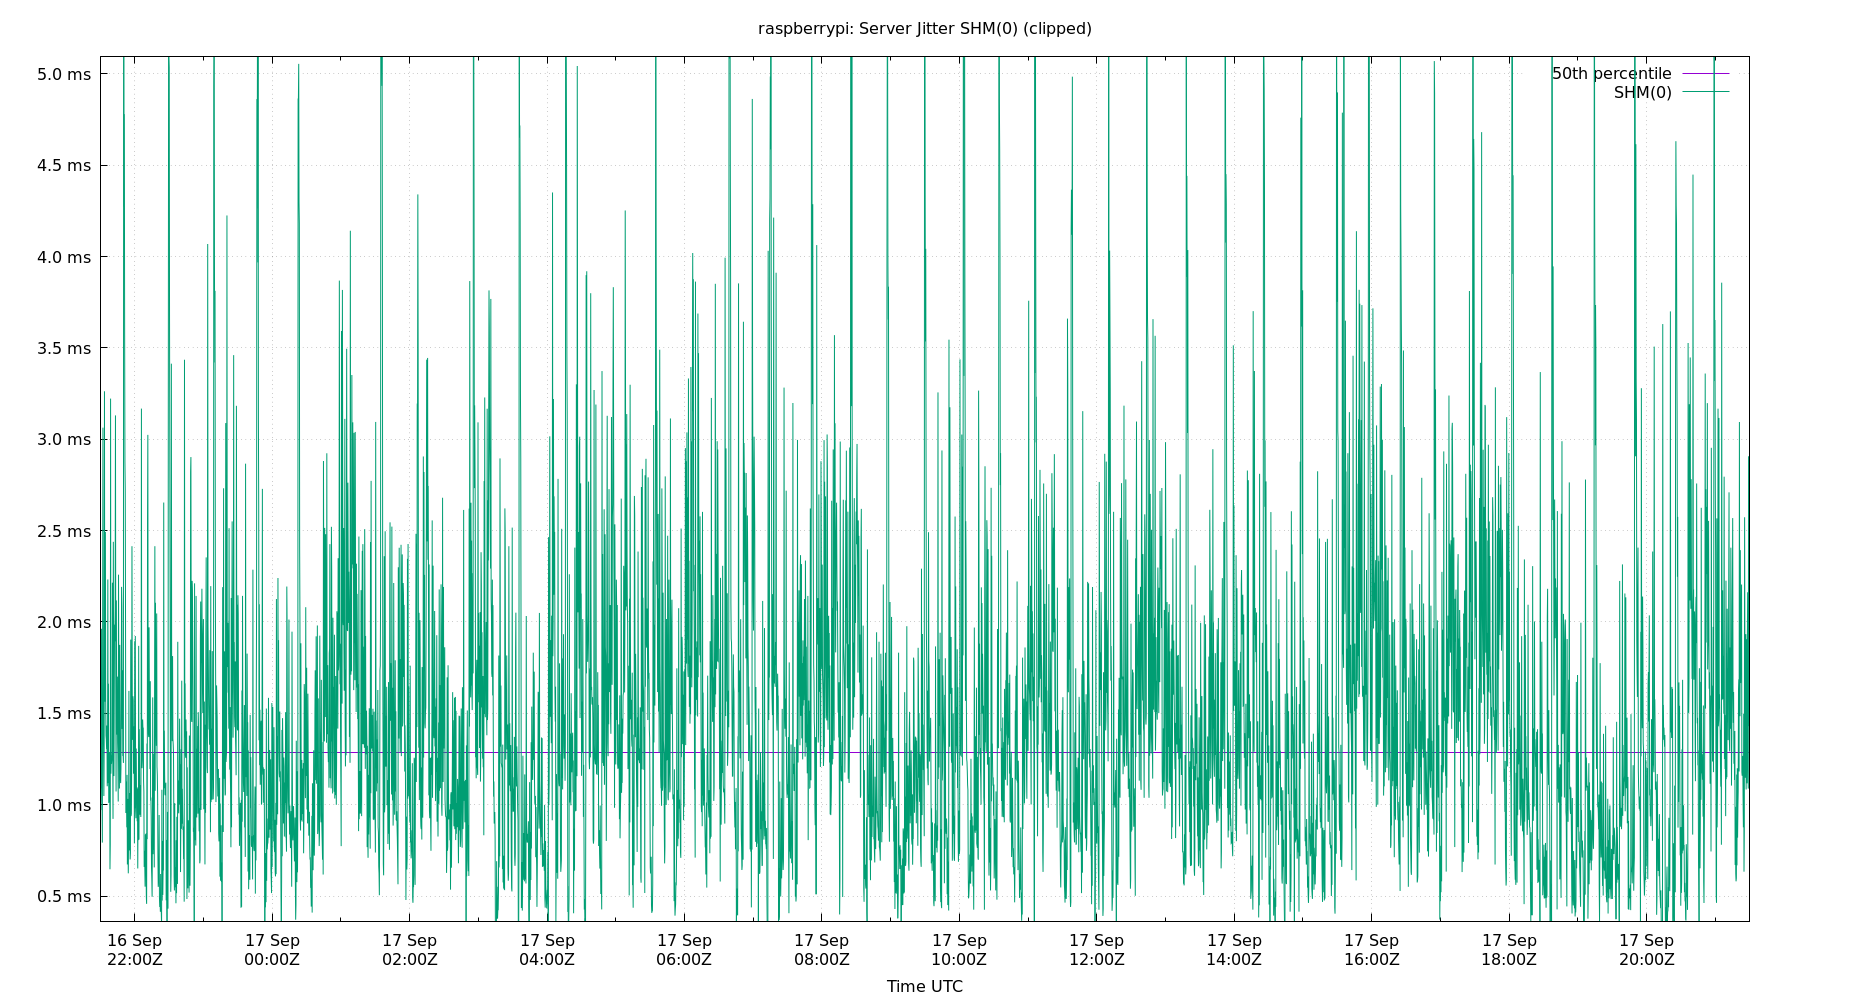 raspberrypi: Server Jitter SHM(0) (clipped)
5.0 ms
50th percentile
SHM(0)
4.5 ms
4.0 ms
3.5 ms
3.0 ms
2.5 ms
2.0 ms
1.5 ms
1.0 ms
0.5 ms
16 Sep 17 Sep 17 Sep 17 Sep 17 Sep 17 Sep 17 Sep 17 Sep 17 Sep 17 Sep 17 Sep 17 Sep
22:00Z 00:00Z 02:00Z 04:00Z 06:00Z 08:00Z 10:00Z 12:00Z 14:00Z 16:00Z 18:00Z 20:00Z
Time UTC